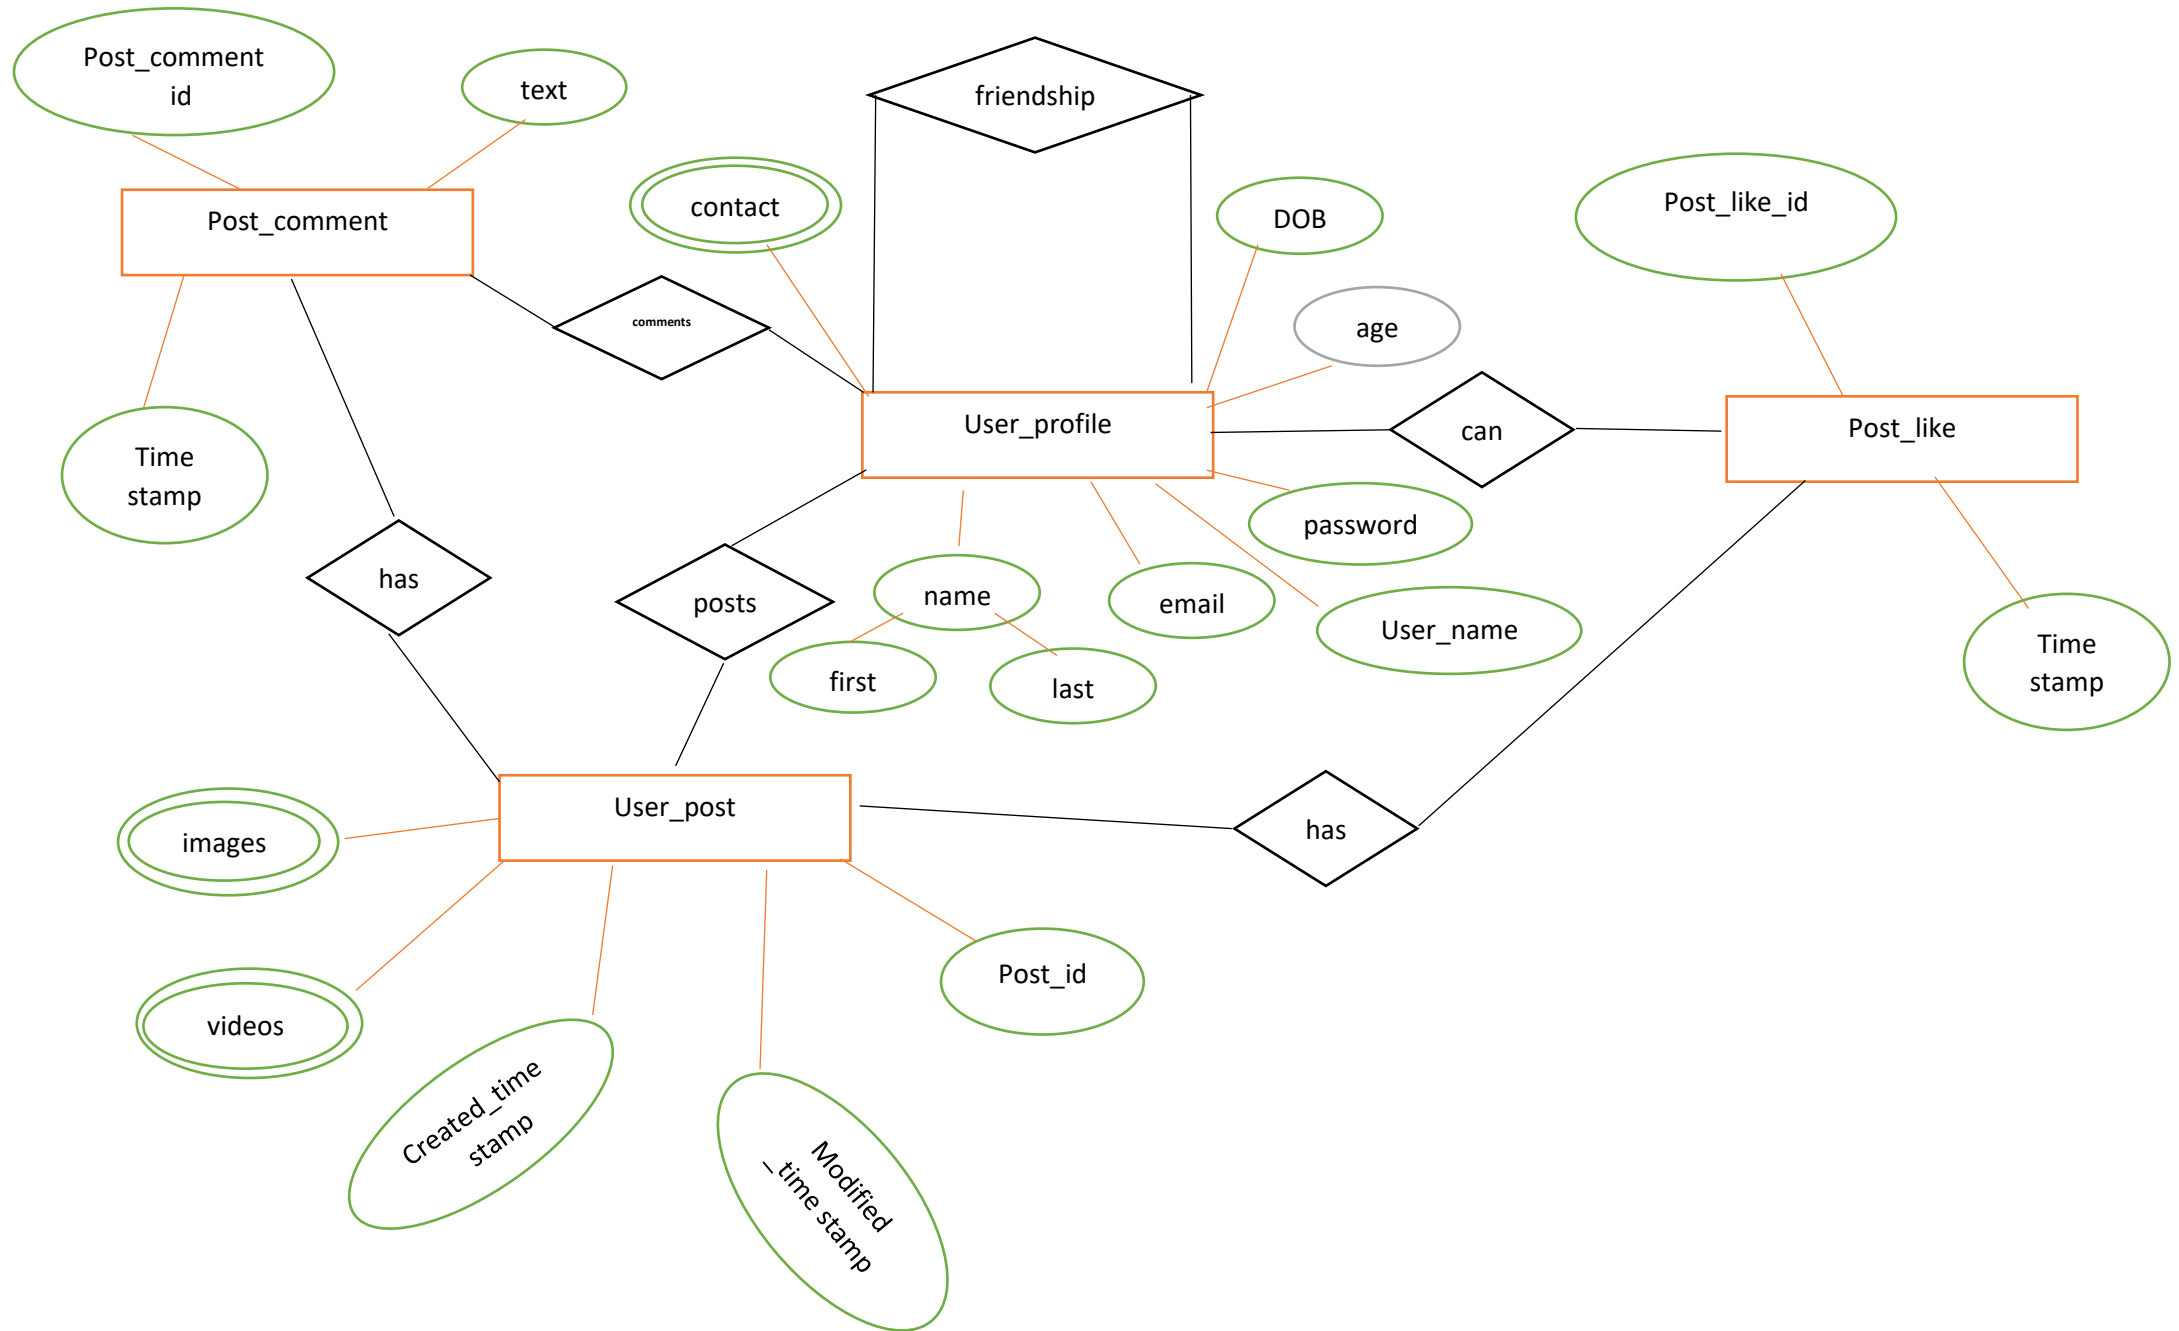 Post_comment
id
text
friendship
contact
DOB
Post_like_id
Post_comment
comments
age
User_profile
can
Post_like
Time
stamp
has
posts
name
first
last
email
password
User_name
Time
stamp
User_post
has
images
videos
Created_time
stamp
Modified
_time stamp
Post_id